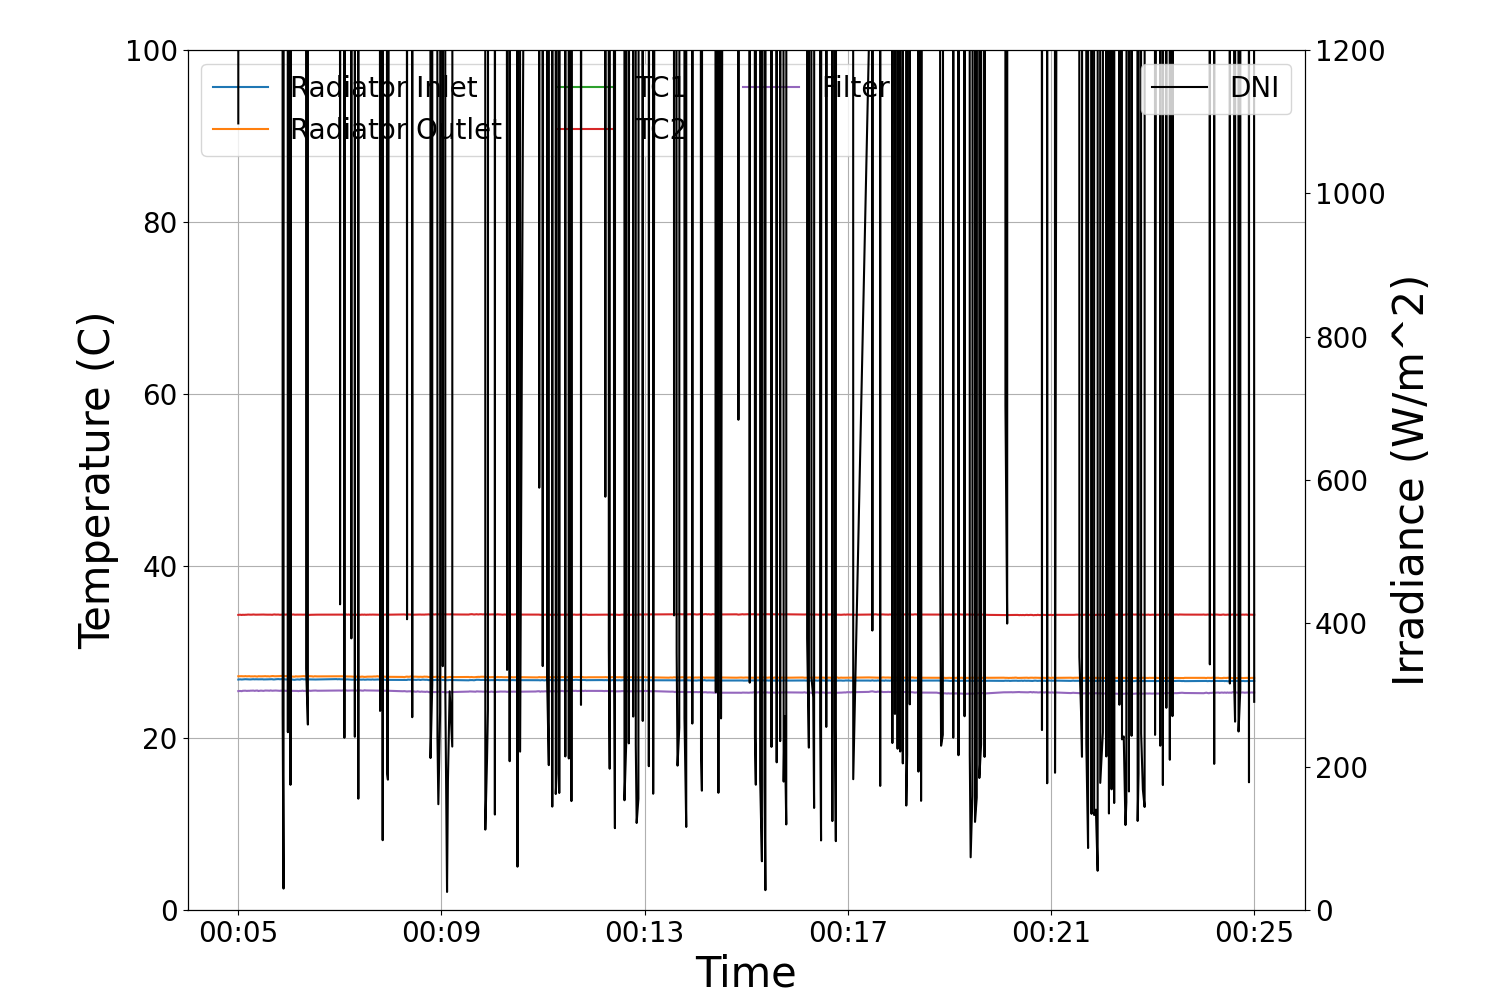 100
80
60
40
20
0
Temperature (C)
Radiator Inlet
Radiator Outlet
TC1
TC2
Filter
DNI
1200
1000
800
600
400
200
0
Irradiance (W/m^2)
00:05 00:09 00:13 00:17 00:21 00:25
Time